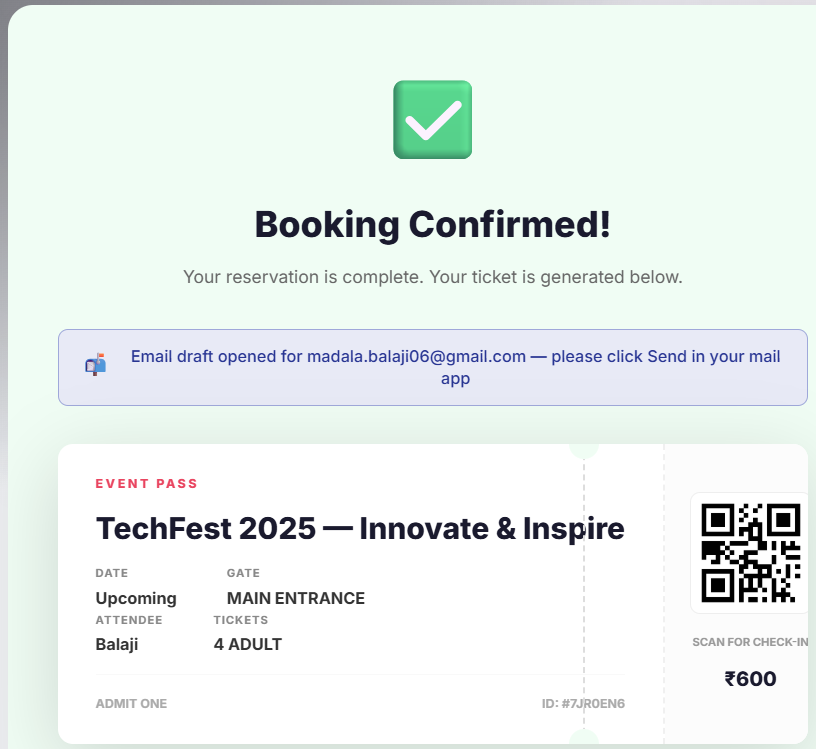 Booking Confirmed!
Your reservation is complete. Your ticket is generated below.
Email draft opened for madala.balaji06@gmail.com — please click Send in your mail
app
EVENT PASS
TechFest 2025 — Innovate & Inspire
DATE GATE
Upcoming MAIN ENTRANCE
ATTENDEE TICKETS
Balaji 4 ADULT
ADMIT ONE ID: #7JR0EN6
SCAN FOR CHECK-IN
₹600